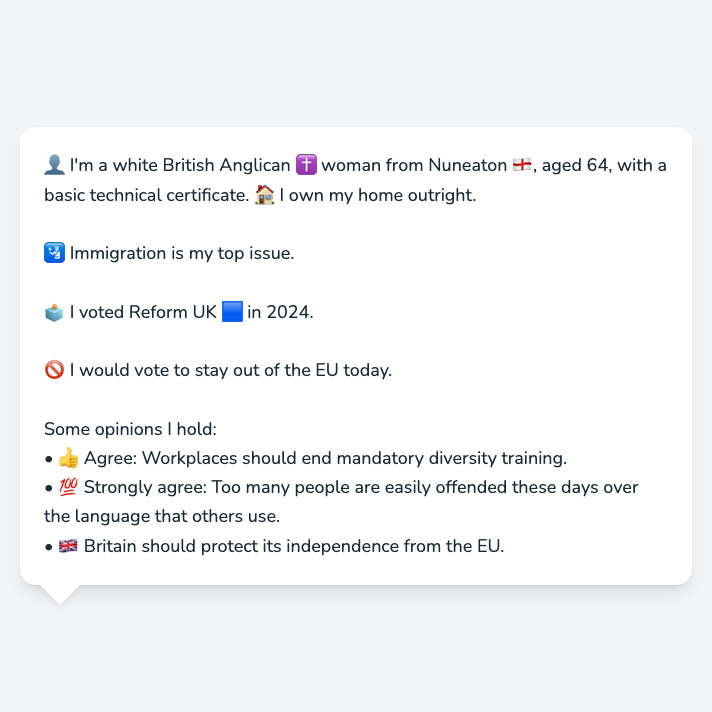 👤 I'm a white British Anglican ✝️ woman from Nuneaton 🏴󠁧󠁢󠁥󠁮󠁧󠁿, aged 64, with a
basic technical certificate. 🏠 I own my home outright.
🛂 Immigration is my top issue.
🗳️ I voted Reform UK 🟦 in 2024.
🚫 I would vote to stay out of the EU today.
Some opinions I hold:
• 👍 Agree: Workplaces should end mandatory diversity training.
• 💯 Strongly agree: Too many people are easily offended these days over
the language that others use.
• 🇬🇧 Britain should protect its independence from the EU.